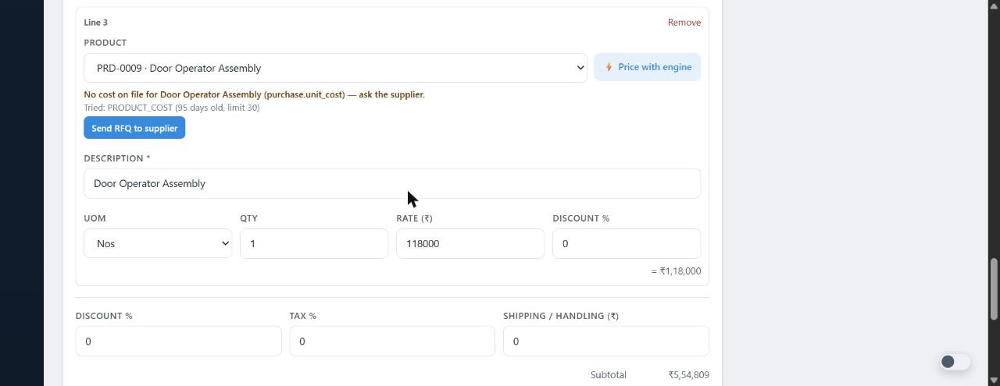 Line 3
Remove
PRODUCT
PRD-0009 · Door Operator Assembly
Price with engine
No cost on file for Door Operator Assembly (purchase.unit_cost) — ask the supplier.
Tried: PRODUCT_COST (95 days old, limit 30)
Send RFQ to supplier
DESCRIPTION *
Door Operator Assembly
UOM QTY RATE (₹) DISCOUNT %
Nos 1 118000 0
= ₹1,18,000
DISCOUNT % TAX % SHIPPING / HANDLING (₹)
0 0 0
Subtotal ₹5,54,809